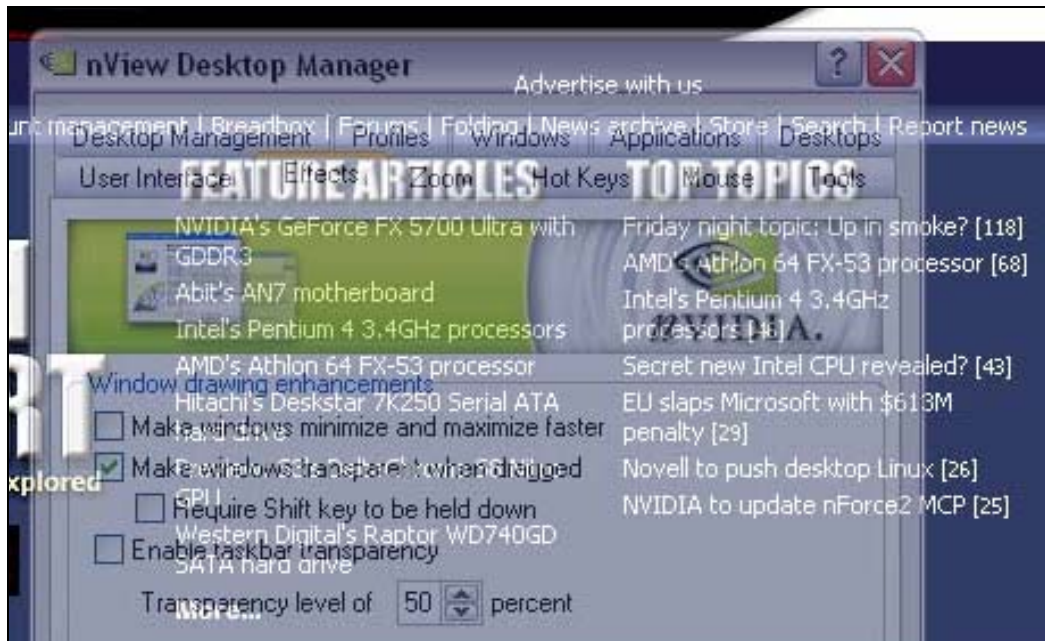 nView Desktop Manager
Advertise with us
management | Breadbox | Forums | Folding | News archive | Store | Search | Report news
Desktop Management Profiles Windows Applications Desktops
User Interface Effects Zoom Hot Keys Mouse Tools
FEATURE ARTICLES
NVIDIA's GeForce FX 5700 Ultra with
GDDR3
Abit's AN7 motherboard
Intel's Pentium 4 3.4GHz processors
AMD's Athlon 64 FX-53 processor
Hitachi's Deskstar 7K250 Serial ATA
hard drive
GPU
Western Digital's Raptor WD740GD
SATA hard drive
More...
TOP TOPICS
Friday night topic: Up in smoke? [118]
AMD's Athlon 64 FX-53 processor [68]
Intel's Pentium 4 3.4GHz
processors [46]
Secret new Intel CPU revealed? [43]
EU slaps Microsoft with $613M
penalty [29]
Novell to push desktop Linux [26]
NVIDIA to update nForce2 MCP [25]
NVIDIA.
Window drawing enhancements
Make windows minimize and maximize faster
Make windows transparent when dragged
Require Shift key to be held down
Enable taskbar transparency
Transparency level of 50 percent
RT
xplored